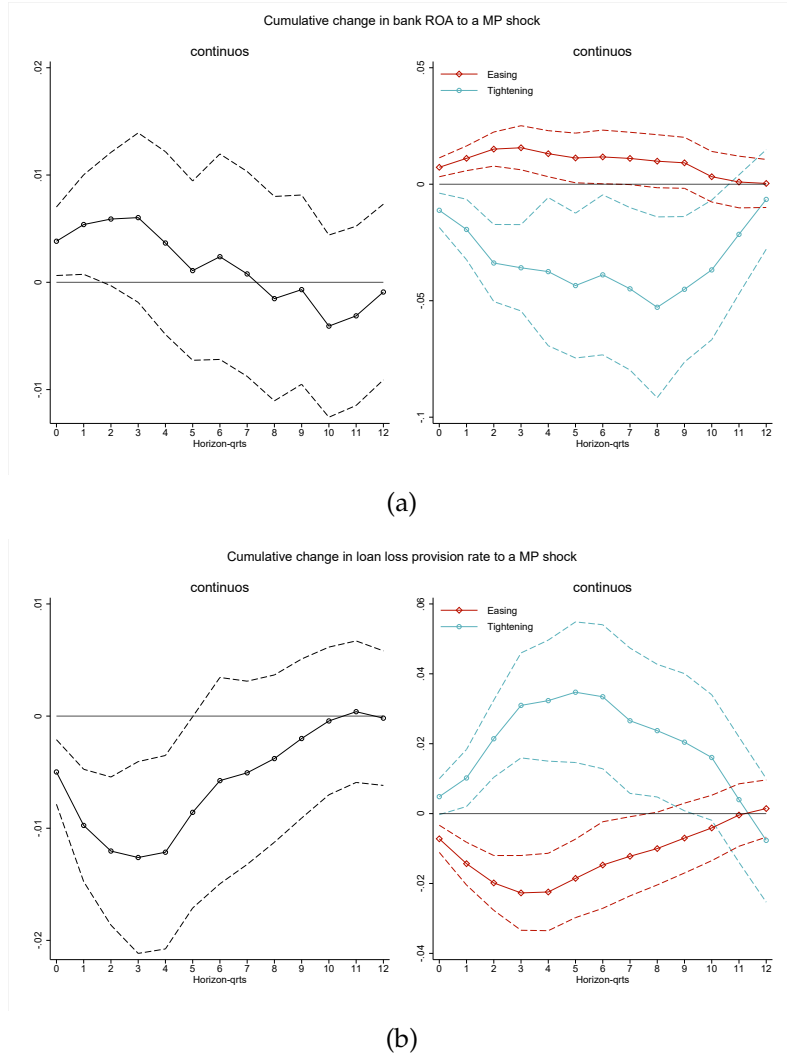 Cumulative change in bank ROA to a MP shock
continuos
.02
.01
0
-.01
0 1 2 3 4 5 6 7 8 9 10 11 12
Horizon-qrts
continuos
.05
0
-.05
-.1
Easing
Tightening
0 1 2 3 4 5 6 7 8 9 10 11 12
Horizon-qrts
(a)
Cumulative change in loan loss provision rate to a MP shock
continuos
.01
0
-.01
-.02
0 1 2 3 4 5 6 7 8 9 10 11 12
Horizon-qrts
continuos
.06
.04
.02
0
-.02
-.04
Easing
Tightening
0 1 2 3 4 5 6 7 8 9 10 11 12
Horizon-qrts
(b)